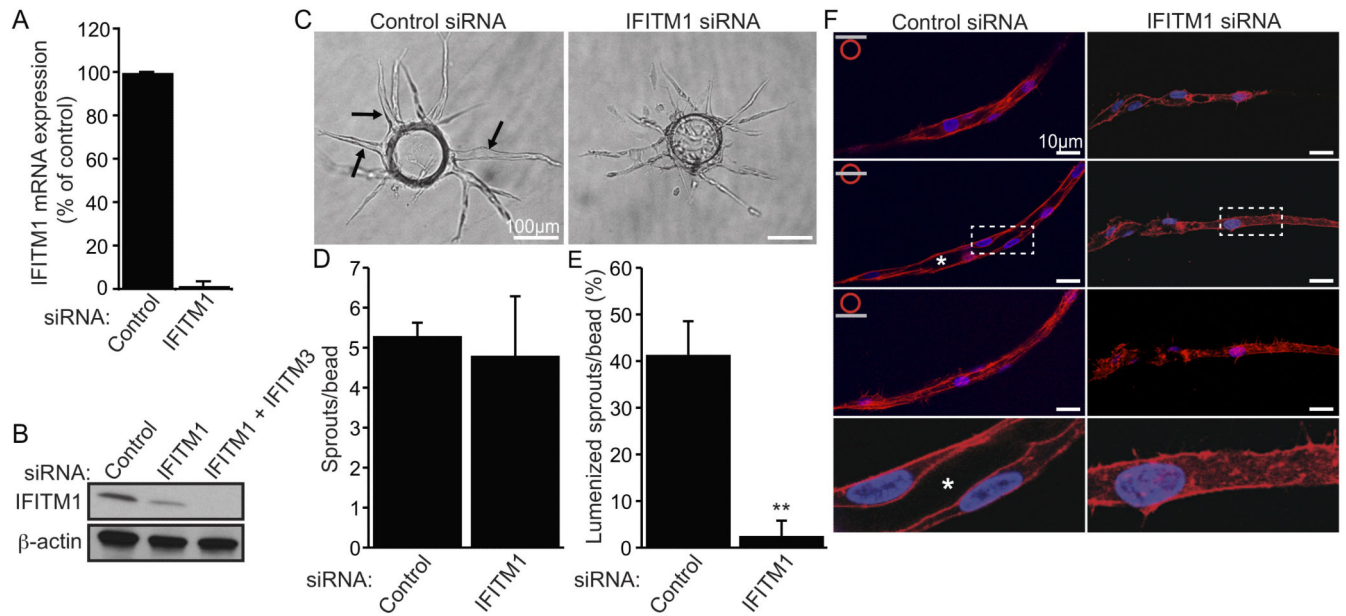 A
IFITM1 mRNA expression
(% of control)
120
100
80
60
40
20
0
siRNA:
Control
IFITM1
B
siRNA:
Control
IFITM1
IFITM1 + IFITM3
IFITM1
β-actin
C
Control siRNA
IFITM1 siRNA
100µm
D
Sprouts/bead
7
6
5
4
3
2
1
0
siRNA:
Control
IFITM1
E
Lumenized sprouts/bead (%)
60
50
40
30
20
10
0
**
siRNA:
Control
IFITM1
F
Control siRNA
IFITM1 siRNA
10µm
*
*